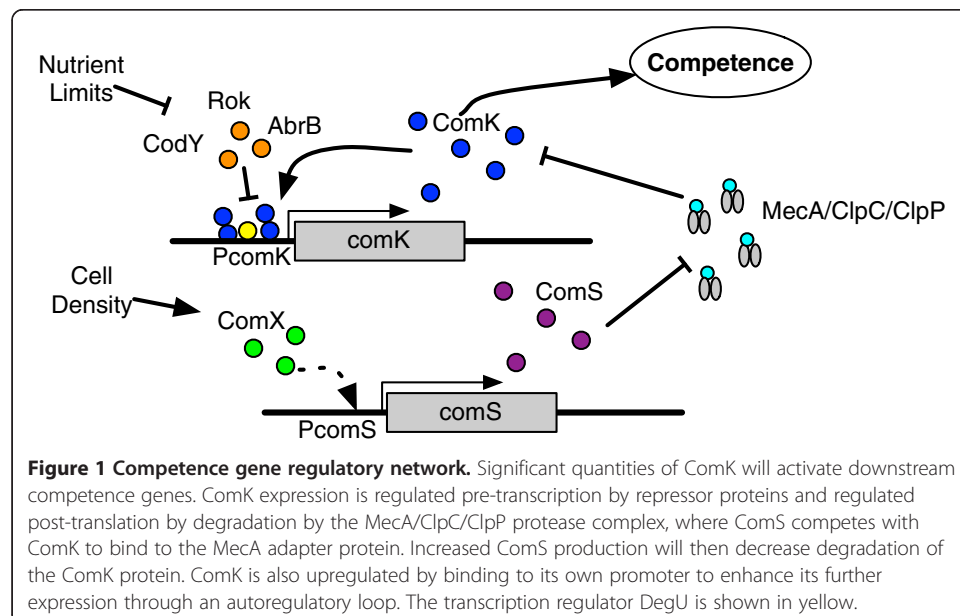 Nutrient
Limits
Rok
AbrB
CodY
ComK
Competence
MecA/ClpC/ClpP
PcomK
comK
Cell
Density
ComX
ComS
PcomS
comS
Figure 1 Competence gene regulatory network. Significant quantities of ComK will activate downstream
competence genes. ComK expression is regulated pre-transcription by repressor proteins and regulated
post-translation by degradation by the MecA/ClpC/ClpP protease complex, where ComS competes with
ComK to bind to the MecA adapter protein. Increased ComS production will then decrease degradation of
the ComK protein. ComK is also upregulated by binding to its own promoter to enhance its further
expression through an autoregulatory loop. The transcription regulator DegU is shown in yellow.